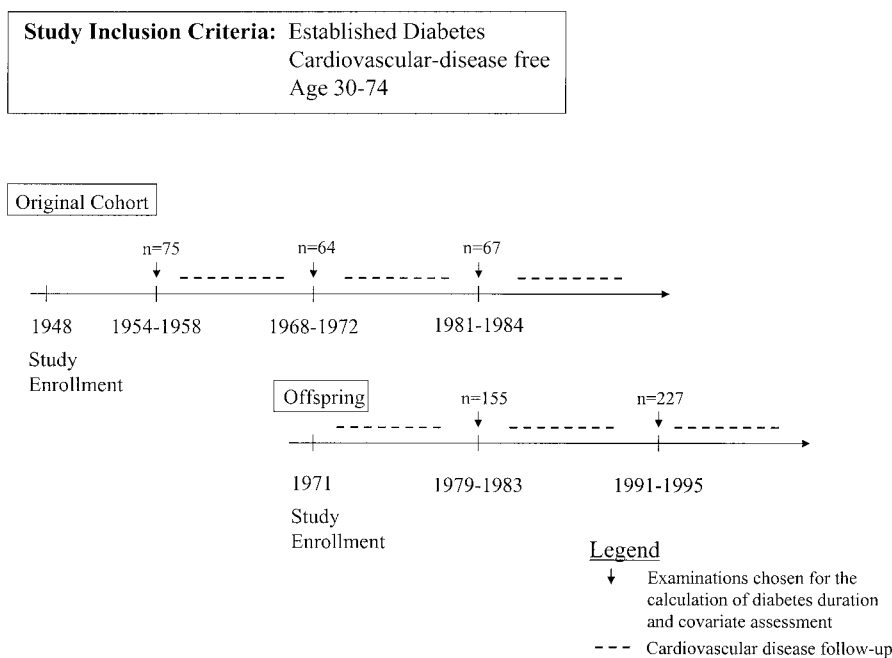 Study Inclusion Criteria: Established Diabetes
Cardiovascular-disease free
Age 30-74
Original Cohort
n=75 n=64 n=67
1948 1954-1958 1968-1972 1981-1984
Study
Enrollment
Offspring
n=155 n=227
1971 1979-1983 1991-1995
Study
Enrollment
Legend
Examinations chosen for the
calculation of diabetes duration
and covariate assessment
Cardiovascular disease follow-up